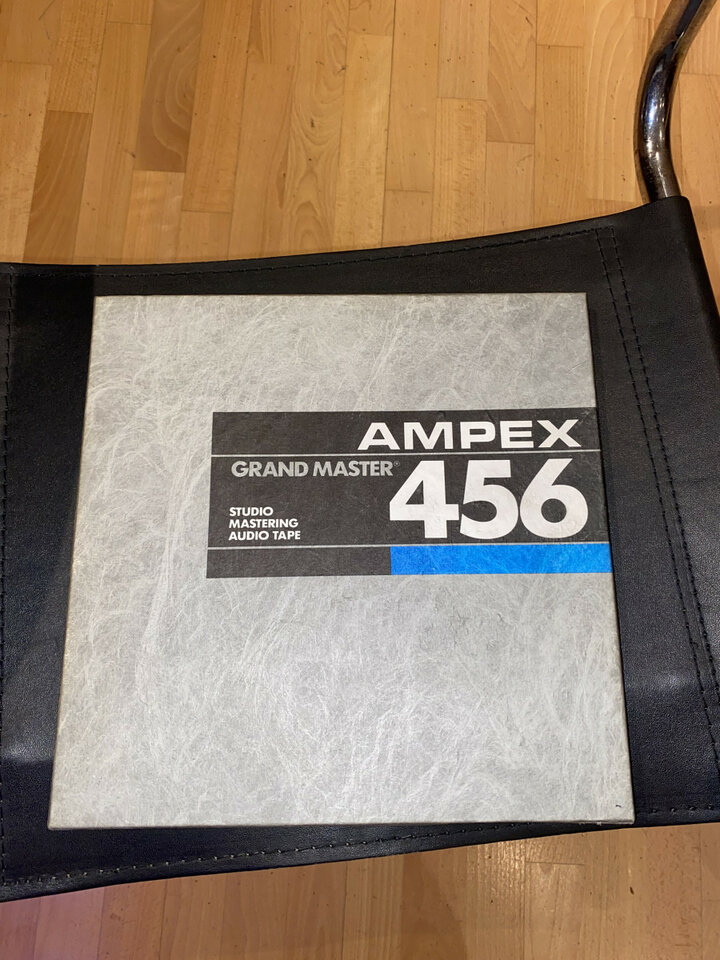 AMPEX
GRAND MASTER®
456
STUDIO
MASTERING
AUDIO TAPE